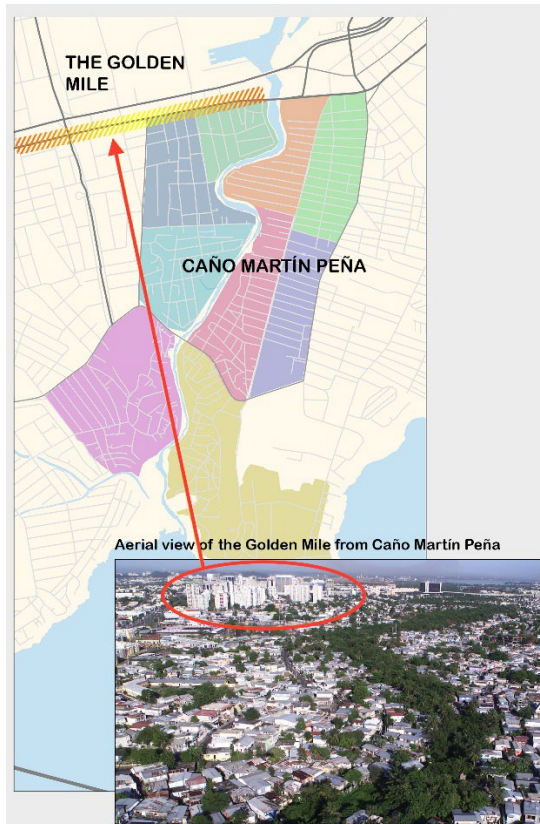 THE GOLDEN
MILE
CAÑO MARTÍN PEÑA
Aerial view of the Golden Mile from Caño Martín Peña